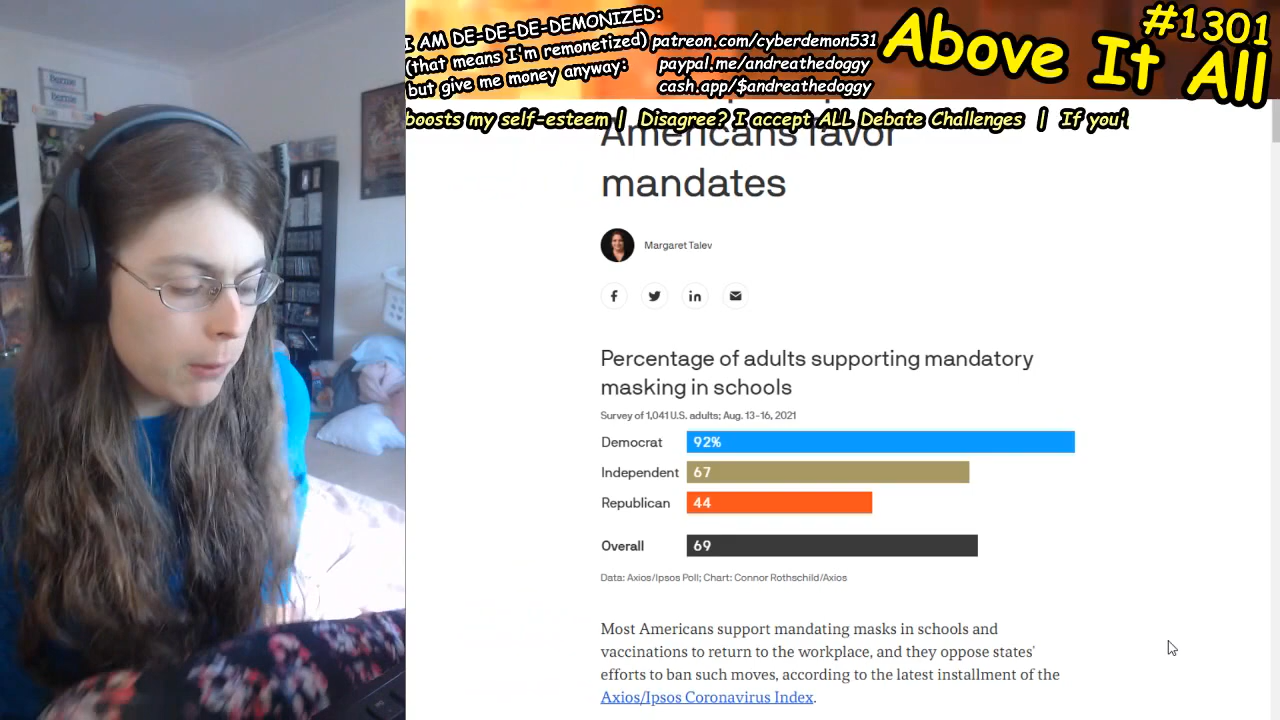 I AM DE-DE-DE-DEMONIZED:
(that means I'm remonetized)
but give me money anyway:
patreon.com/cyberdemon531
paypal.me/andreathedoggy
cash.app/$andreathedoggy
Above It All
#1301
boosts my self-esteem | Disagree? I accept ALL Debate Challenges | If you'
Americans favor
mandates
Margaret Talev
Percentage of adults supporting mandatory
masking in schools
Survey of 1,041 U.S. adults; Aug. 13-16, 2021
Democrat 92%
Independent 67
Republican 44
Overall 69
Data: Axios/Ipsos Poll; Chart: Connor Rothschild/Axios
Most Americans support mandating masks in schools and
vaccinations to return to the workplace, and they oppose states'
efforts to ban such moves, according to the latest installment of the
Axios/Ipsos Coronavirus Index.